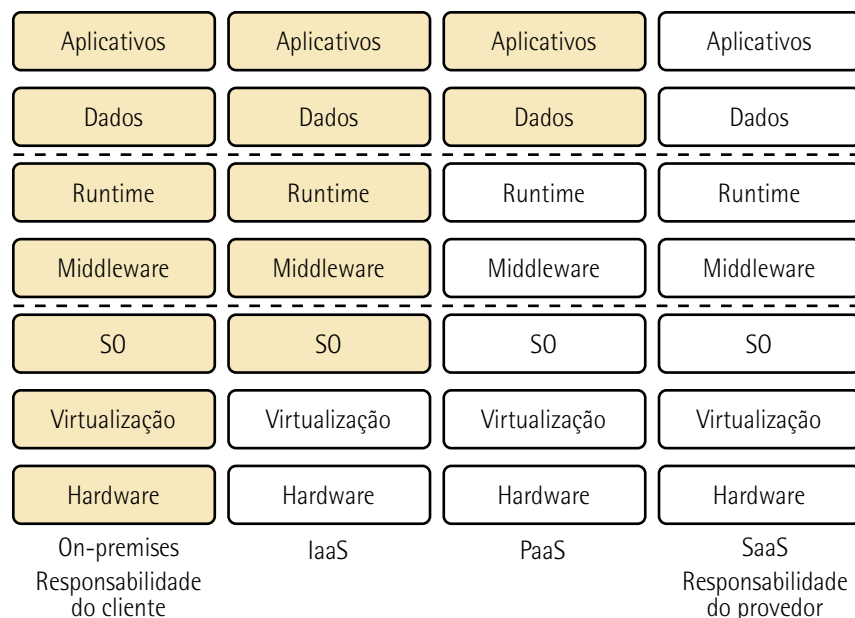 Aplicativos Aplicativos Aplicativos Aplicativos
Dados Dados Dados Dados
Runtime Runtime Runtime Runtime
Middleware Middleware Middleware Middleware
SO SO SO SO
Virtualização Virtualização Virtualização Virtualização
Hardware Hardware Hardware Hardware
On-premises IaaS PaaS SaaS
Responsabilidade Responsabilidade
do cliente do provedor